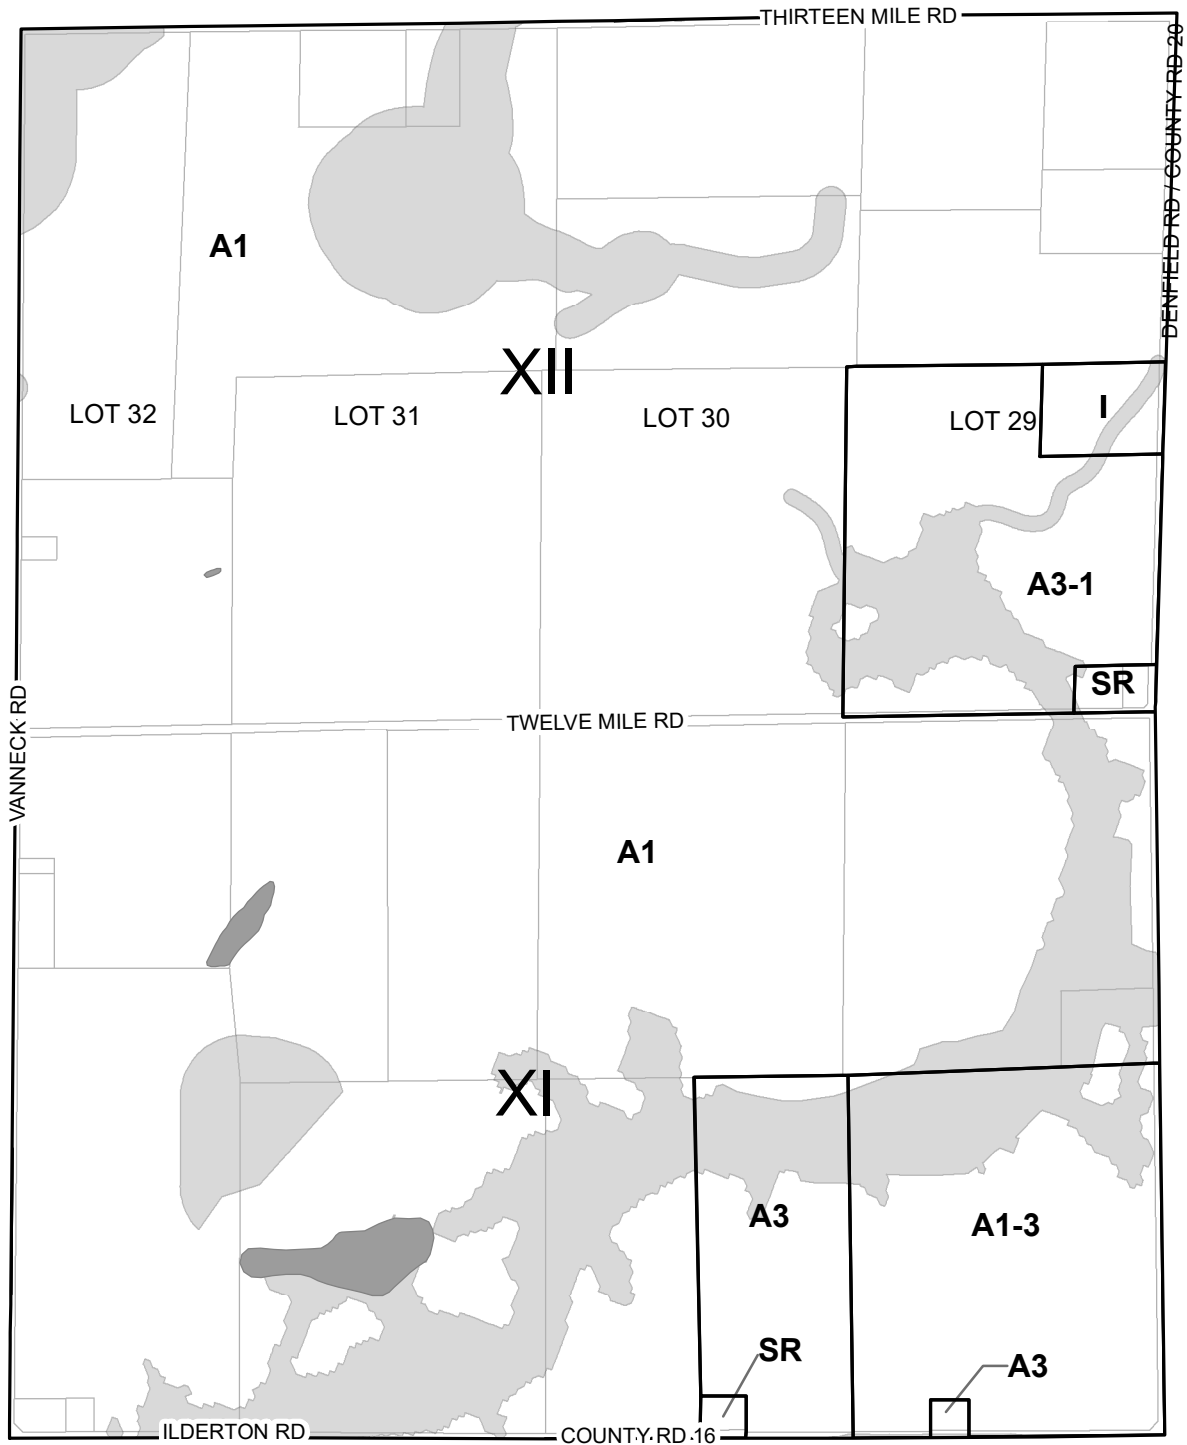 THIRTEEN MILE RD
DENFIELD RD / COUNTY RD 20
A1
XII
LOT 32
LOT 31
LOT 30
LOT 29
I
A3-1
SR
VANNECK RD
TWELVE MILE RD
A1
XI
A3
A1-3
SR
A3
ILDERTON RD
COUNTY RD 16